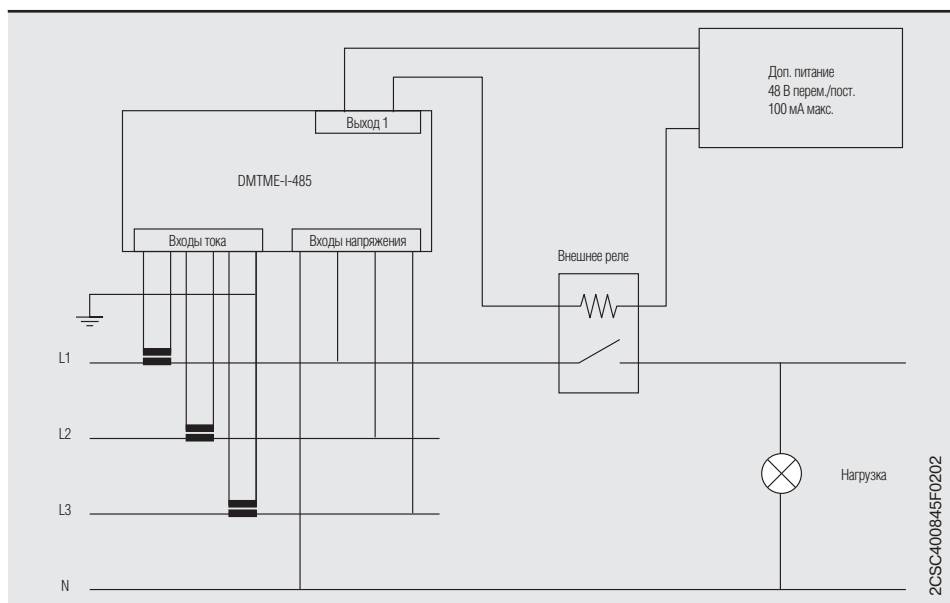 Доп. питание
48 В перем./пост.
100 мА макс.
Выход 1
DMTME-I-485
Входы тока
Входы напряжения
Внешнее реле
L1
L2
L3
N
Нагрузка
2CSC400845F0202